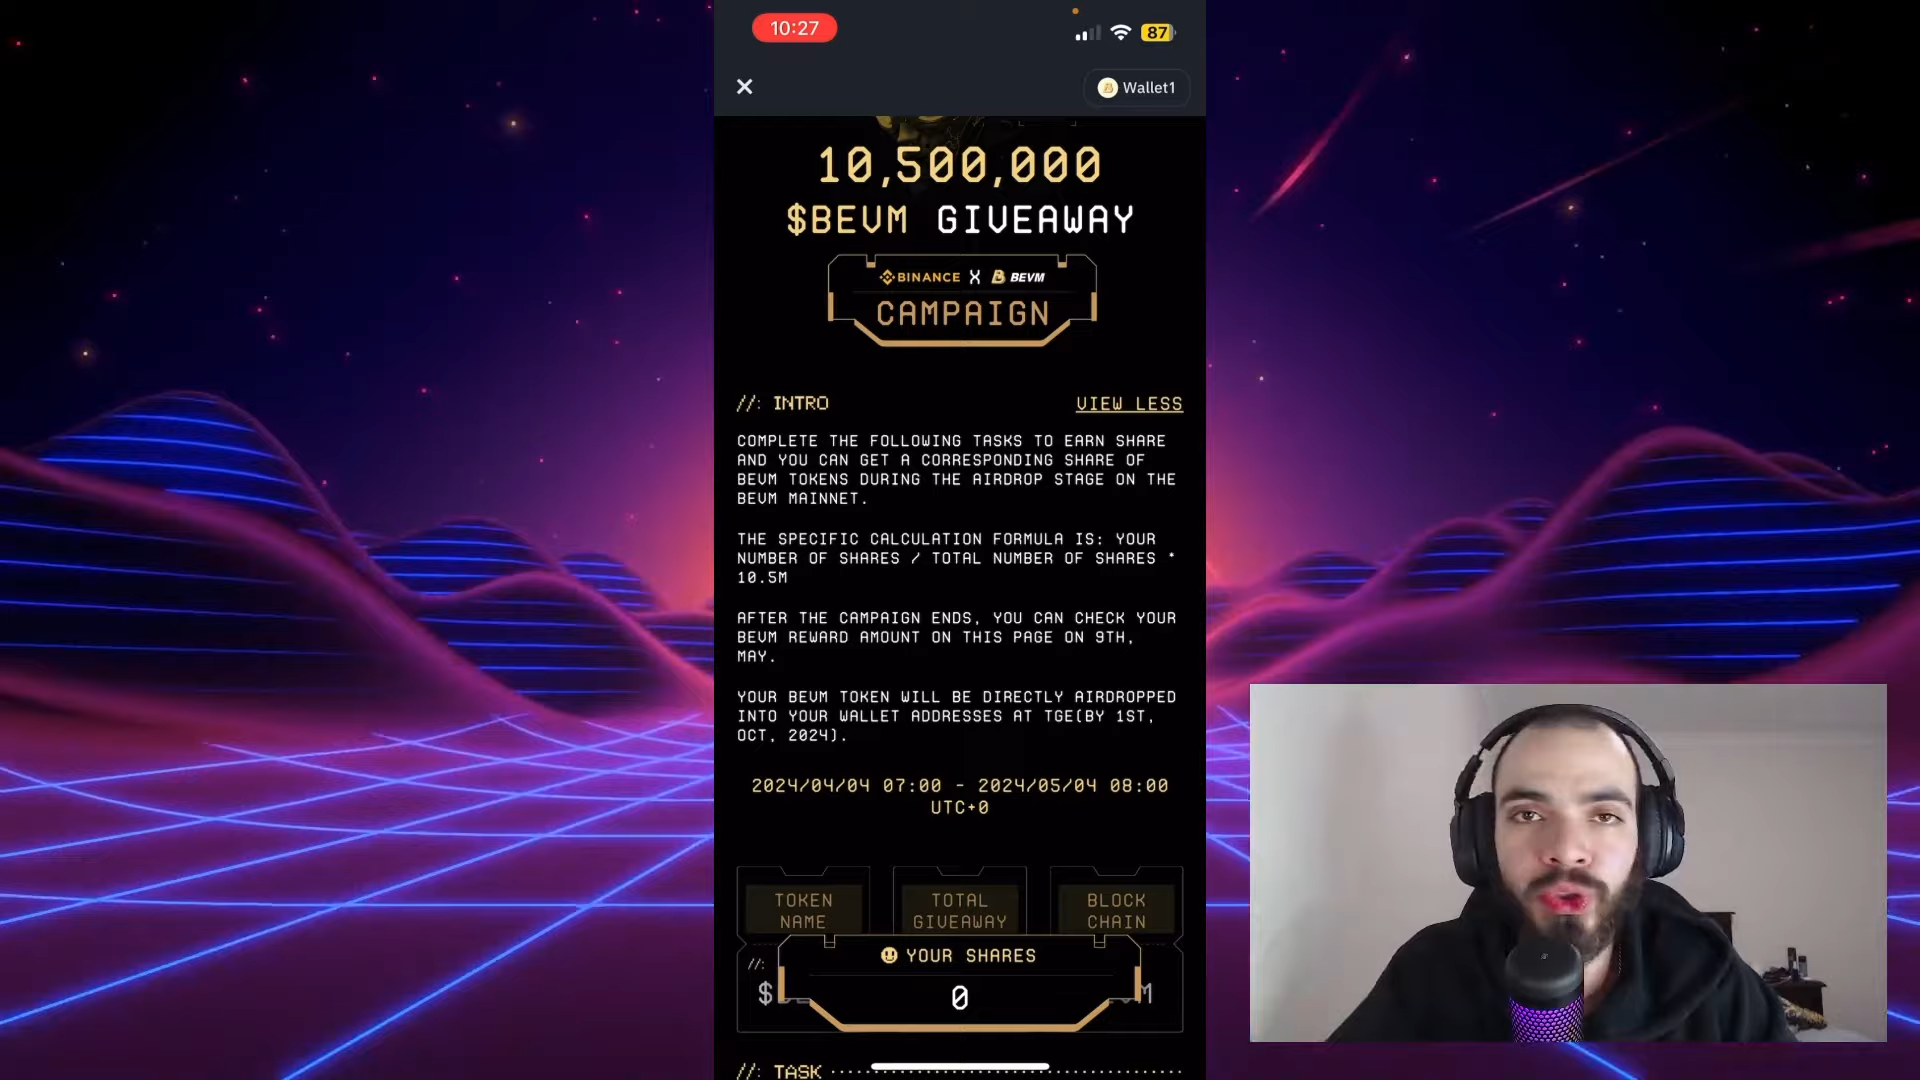 10:27
87
Wallet1
10,500,000
$BEVM GIVEAWAY
BINANCE X BEVM
CAMPAIGN
//: INTRO
VIEW LESS
COMPLETE THE FOLLOWING TASKS TO EARN SHARE
AND YOU CAN GET A CORRESPONDING SHARE OF
BEVM TOKENS DURING THE AIRDROP STAGE ON THE
BEVM MAINNET.
THE SPECIFIC CALCULATION FORMULA IS: YOUR
NUMBER OF SHARES / TOTAL NUMBER OF SHARES *
10.5M
AFTER THE CAMPAIGN ENDS, YOU CAN CHECK YOUR
BEVM REWARD AMOUNT ON THIS PAGE ON 9TH,
MAY.
YOUR BEVM TOKEN WILL BE DIRECTLY AIRDROPPED
INTO YOUR WALLET ADDRESSES AT TGE(BY 1ST,
OCT, 2024).
2024/04/04 07:00 - 2024/05/04 08:00
UTC+0
TOKEN
NAME
TOTAL
GIVEAWAY
BLOCK
CHAIN
//:
$
YOUR SHARES
0
//: TASK